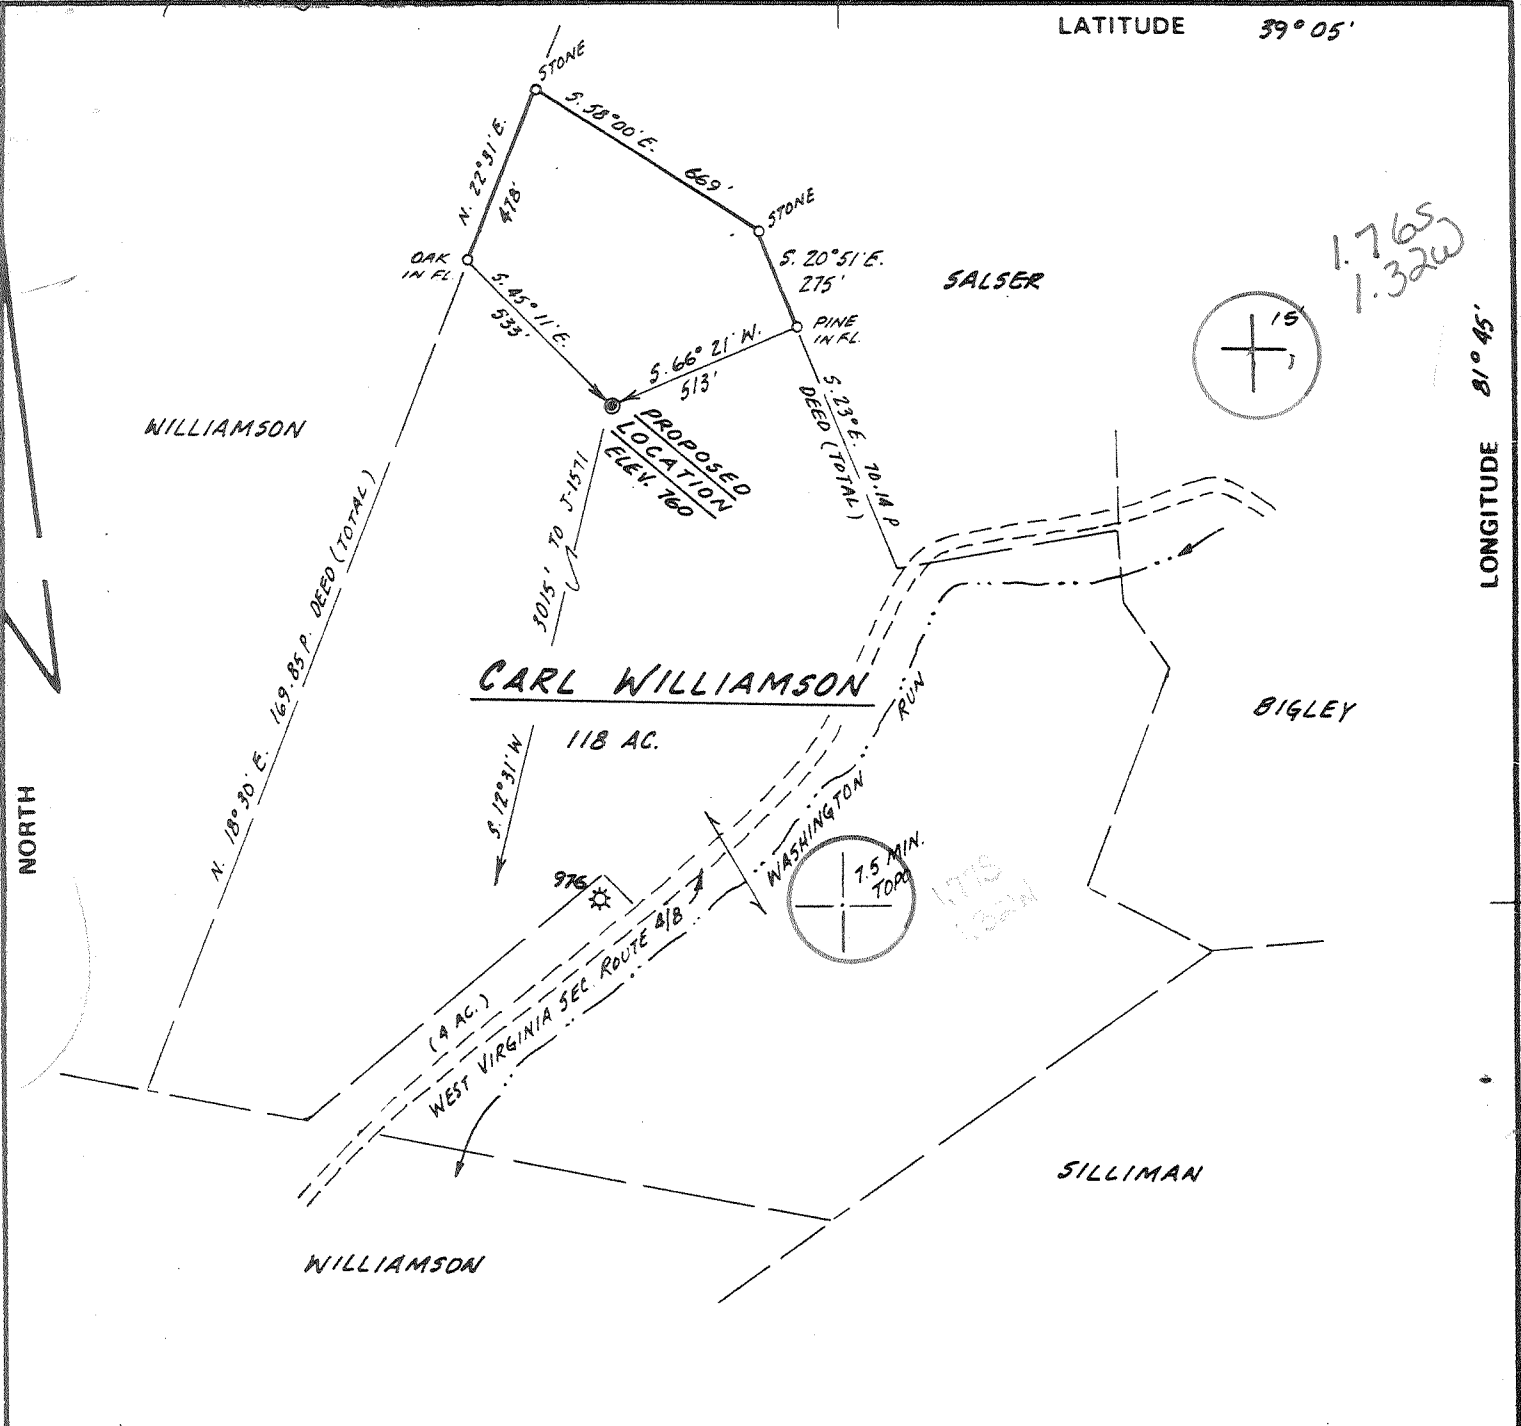 LATITUDE 39°05'
STONE
S. 58°00' E.
669'
N. 22°31' E.
478'
STONE
OAK
IN FL.
S. 20°51' E.
275'
SALSER
1.76S
1.32W
15'
S. 45°11' E.
533'
PINE
IN FL.
S. 66°21' W.
513'
LONGITUDE 81°45'
WILLIAMSON
PROPOSED
LOCATION
ELEV. 760
S. 23° E. 70.14 P
DEED (TOTAL)
3015' TO J-1571
N. 18°30' E. 169.85 P. DEED (TOTAL)
CARL WILLIAMSON
118 AC.
RUN
BIGLEY
S. 12°31' W
NORTH
WASHINGTON
7.5 MIN.
TOPO
1.77S
1.32W
976
(4 AC.)
WEST VIRGINIA SEC. ROUTE 4/8
SILLIMAN
WILLIAMSON